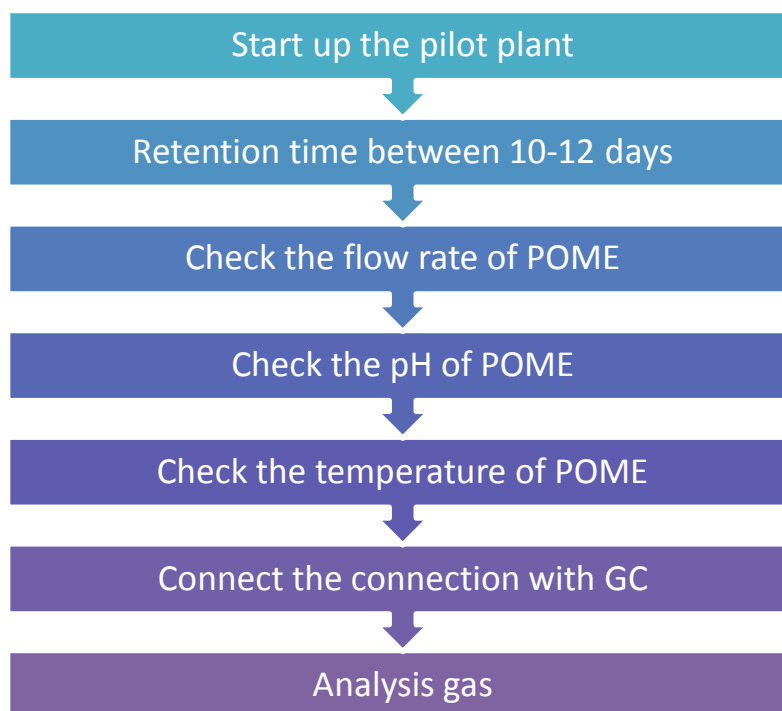 Start up the pilot plant
Retention time between 10-12 days
Check the flow rate of POME
Check the pH of POME
Check the temperature of POME
Connect the connection with GC
Analysis gas